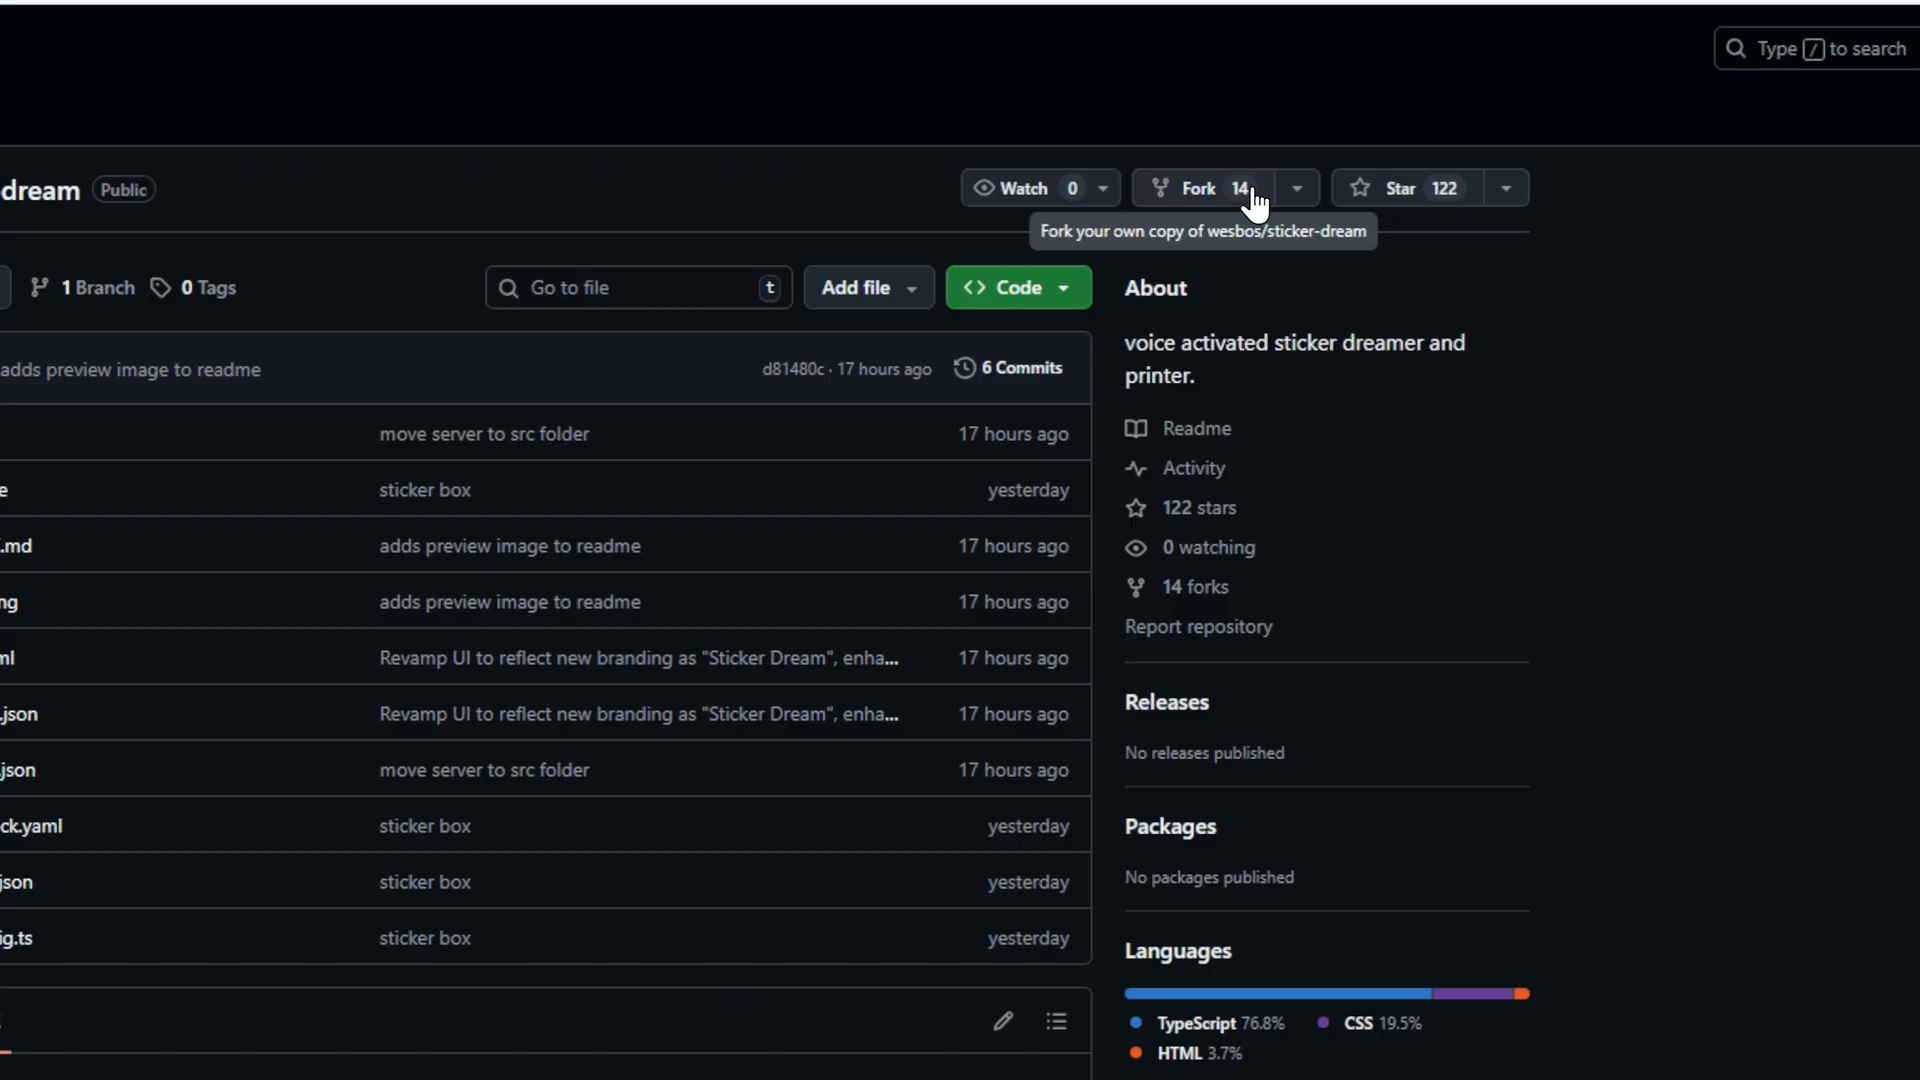 Type / to search
dream Public
Watch 0 Fork 14 Star 122
Fork your own copy of wesbos/sticker-dream
1 Branch 0 Tags Go to file t Add file <> Code
adds preview image to readme d81480c · 17 hours ago 6 Commits
move server to src folder 17 hours ago
e sticker box yesterday
.md adds preview image to readme 17 hours ago
ng adds preview image to readme 17 hours ago
ml Revamp UI to reflect new branding as "Sticker Dream", enha... 17 hours ago
.json Revamp UI to reflect new branding as "Sticker Dream", enha... 17 hours ago
json move server to src folder 17 hours ago
ck.yaml sticker box yesterday
json sticker box yesterday
ig.ts sticker box yesterday
About
voice activated sticker dreamer and
printer.
Readme
Activity
122 stars
0 watching
14 forks
Report repository
Releases
No releases published
Packages
No packages published
Languages
TypeScript 76.8% CSS 19.5%
HTML 3.7%